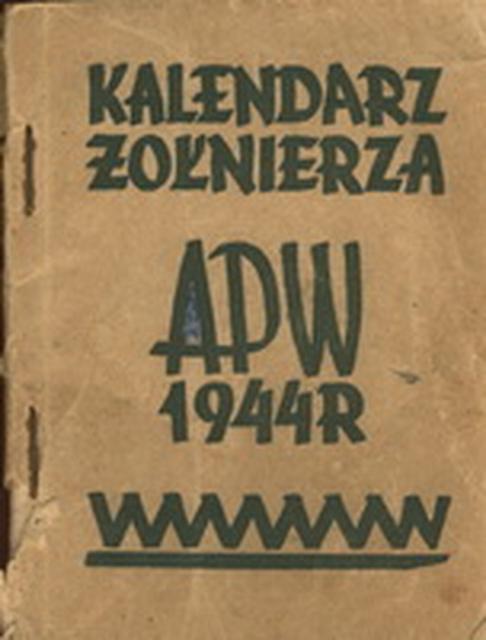 KALENDARZ
ŻOŁNIERZA
APW
1944R